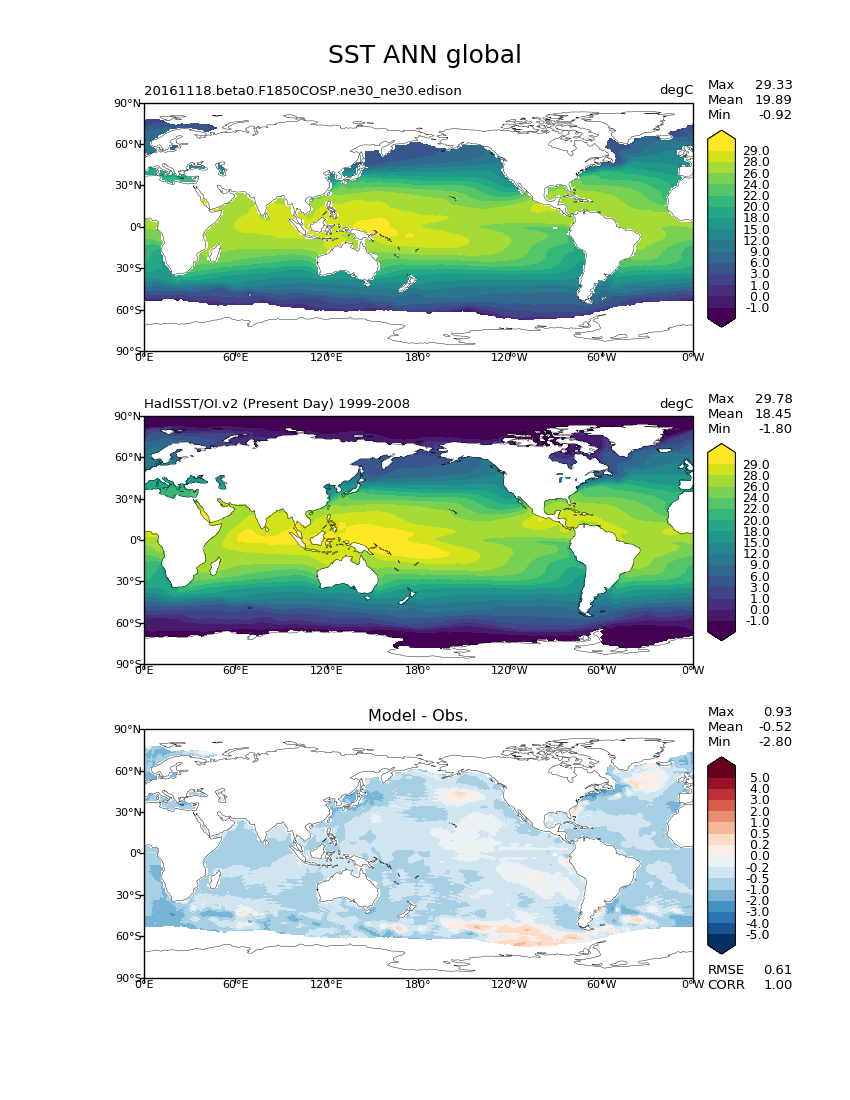 SST ANN global
20161118.beta0.F1850COSP.ne30_ne30.edison degC
Max 29.33
Mean 19.89
Min -0.92
90°N
60°N
30°N
0°
30°S
60°S
90°S
0°E 60°E 120°E 180° 120°W 60°W 0°W
29.0
28.0
26.0
24.0
22.0
20.0
18.0
15.0
12.0
9.0
6.0
3.0
1.0
0.0
-1.0
HadISST/OI.v2 (Present Day) 1999-2008 degC
Max 29.78
Mean 18.45
Min -1.80
90°N
60°N
30°N
0°
30°S
60°S
90°S
0°E 60°E 120°E 180° 120°W 60°W 0°W
29.0
28.0
26.0
24.0
22.0
20.0
18.0
15.0
12.0
9.0
6.0
3.0
1.0
0.0
-1.0
Model - Obs.
Max 0.93
Mean -0.52
Min -2.80
90°N
60°N
30°N
0°
30°S
60°S
90°S
0°E 60°E 120°E 180° 120°W 60°W 0°W
5.0
4.0
3.0
2.0
1.0
0.5
0.2
0.0
-0.2
-0.5
-1.0
-2.0
-3.0
-4.0
-5.0
RMSE 0.61
CORR 1.00